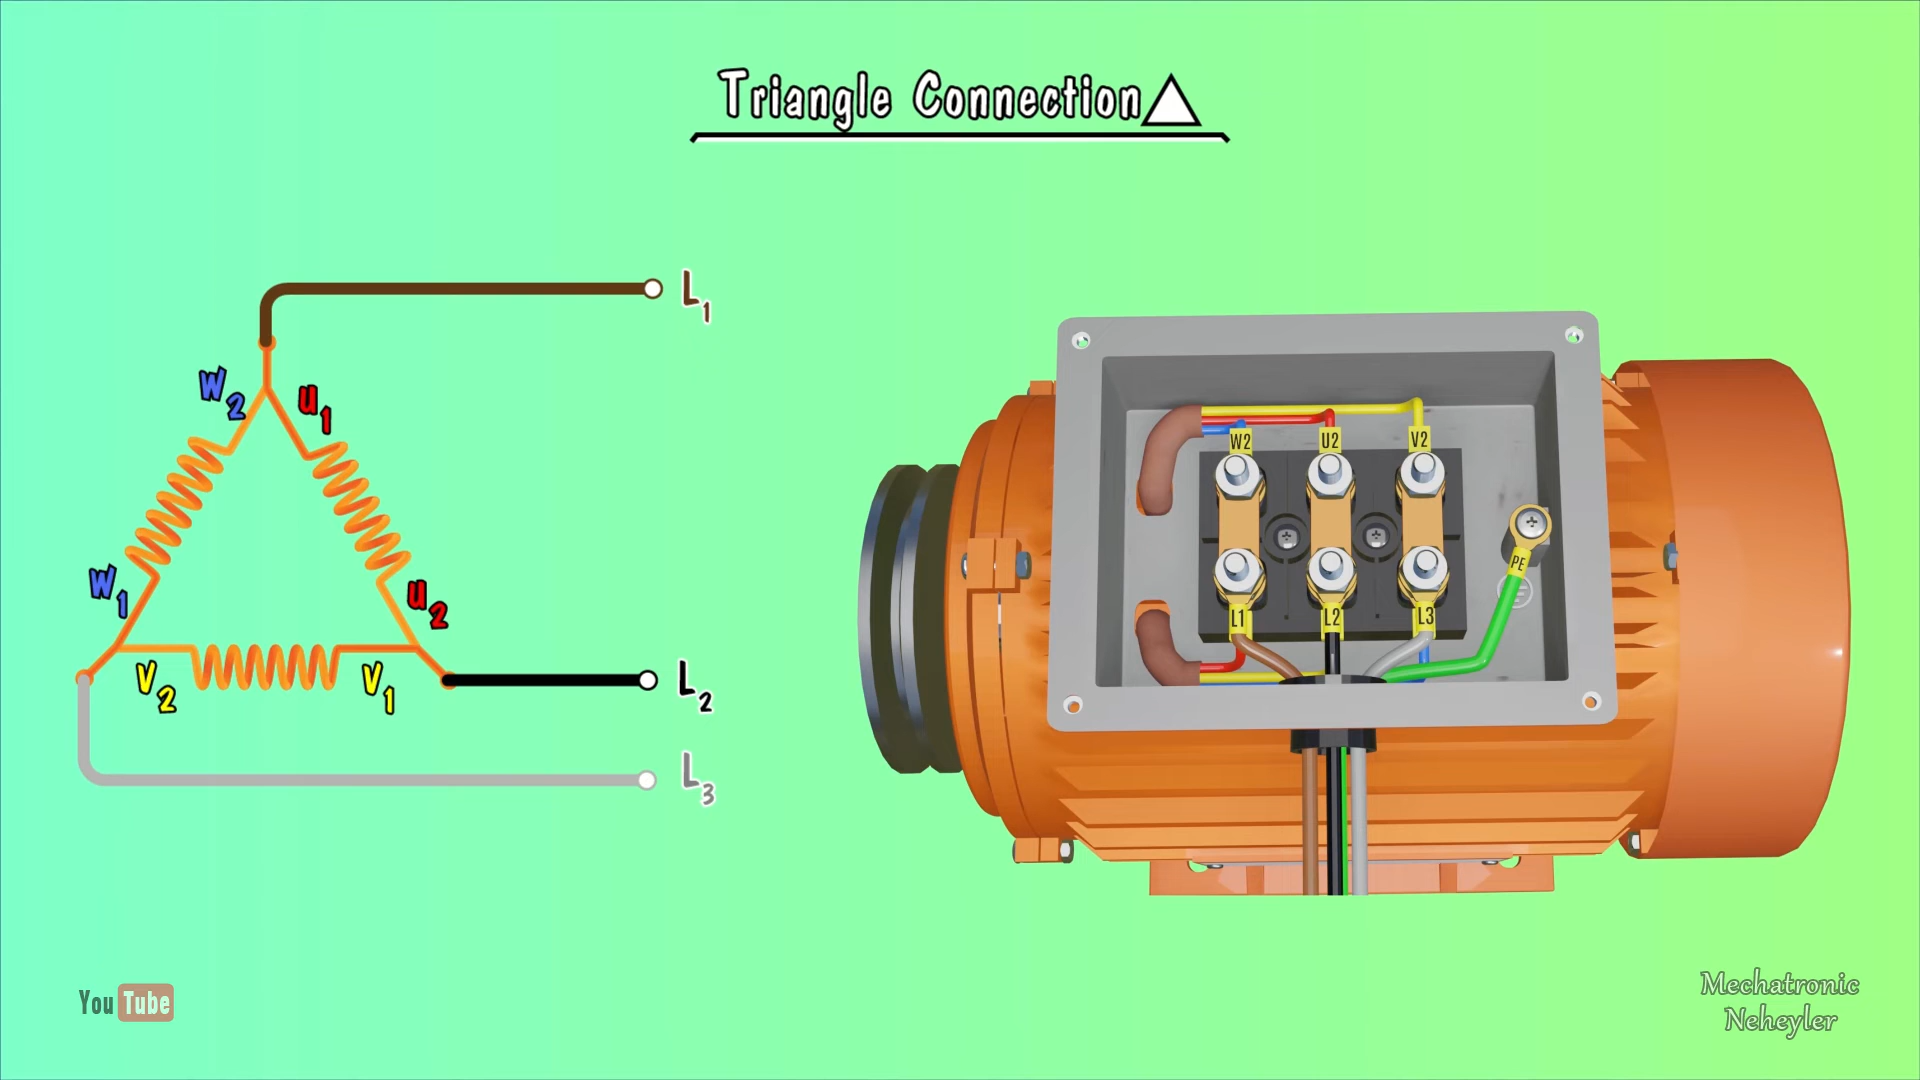 Triangle Connection
L1
W2
U1
W1
U2
V2
V1
L2
L3
W2 U2 V2
PE
L1 L2 L3
YouTube
Mechatronic
Neheyler